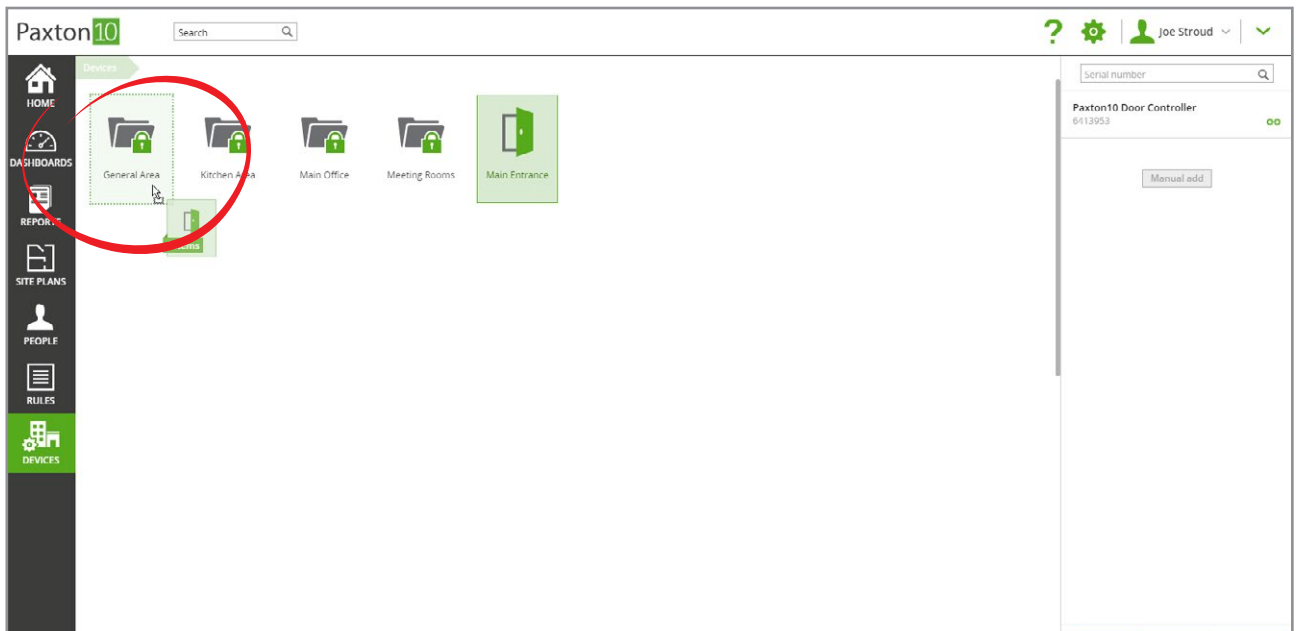 Paxton10
Search
Joe Stroud
HOME
DASHBOARDS
REPORTS
SITE PLANS
PEOPLE
RULES
DEVICES
Devices
General Area
Kitchen Area
Main Office
Meeting Rooms
Main Entrance
Serial number
Paxton10 Door Controller
6413953
Manual add